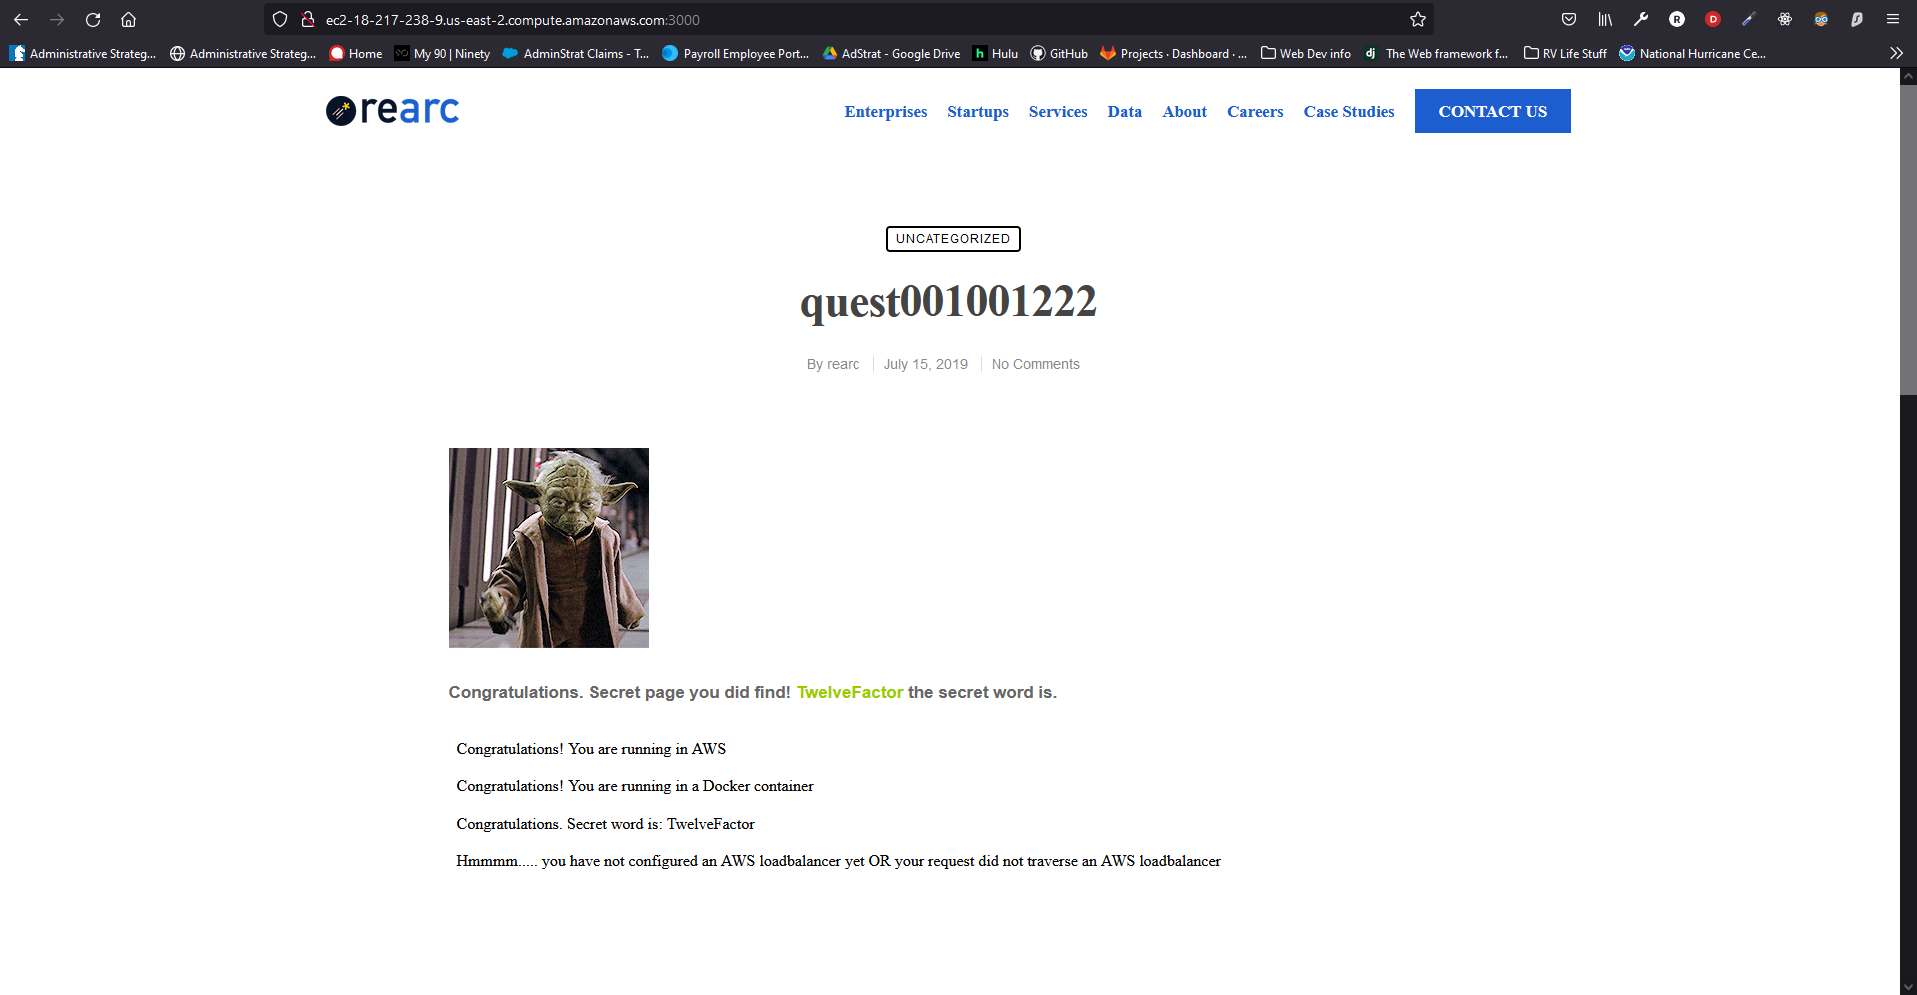 ec2-18-217-238-9.us-east-2.compute.amazonaws.com:3000
Administrative Strateg... Administrative Strateg... Home My 90 | Ninety AdminStrat Claims - T... Payroll Employee Port... AdStrat - Google Drive h Hulu GitHub Projects · Dashboard · ... Web Dev info dj The Web framework f... RV Life Stuff National Hurricane Ce...
rearc Enterprises Startups Services Data About Careers Case Studies CONTACT US
UNCATEGORIZED
quest001001222
By rearc July 15, 2019 No Comments
Congratulations. Secret page you did find! TwelveFactor the secret word is.
Congratulations! You are running in AWS
Congratulations! You are running in a Docker container
Congratulations. Secret word is: TwelveFactor
Hmmmm..... you have not configured an AWS loadbalancer yet OR your request did not traverse an AWS loadbalancer